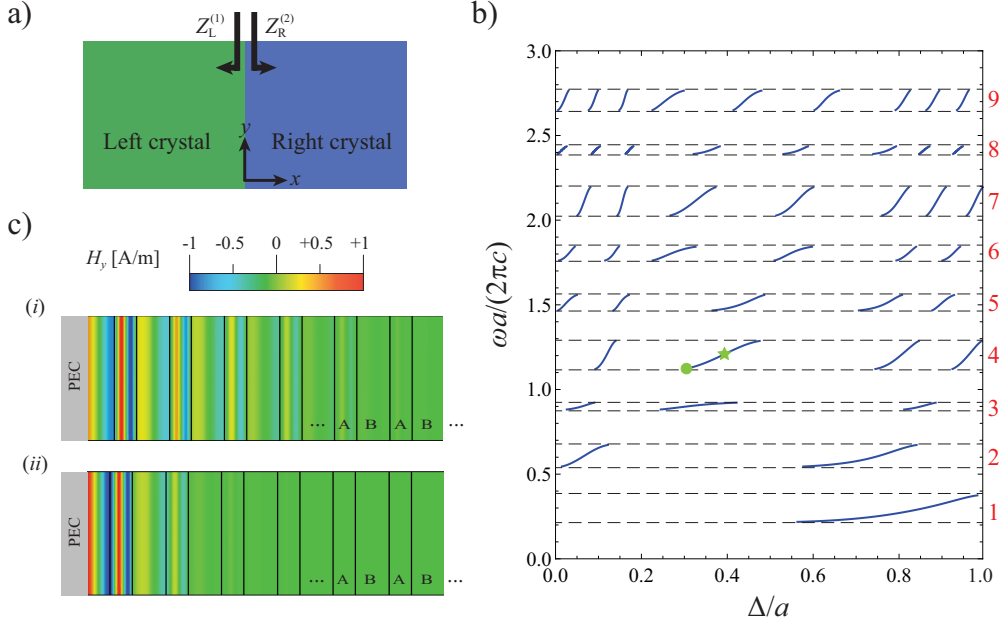 a)
Z_L^(1) Z_R^(2)
Left crystal
Right crystal
y
x
c)
H_y [A/m]
-1 -0.5 0 +0.5 +1
(i)
PEC
... A B A B ...
(ii)
PEC
... A B A B ...
b)
ωa/(2πc)
3.0
2.5
2.0
1.5
1.0
0.5
0.0
9
8
7
6
5
4
3
2
1
0.0 0.2 0.4 0.6 0.8 1.0
Δ/a